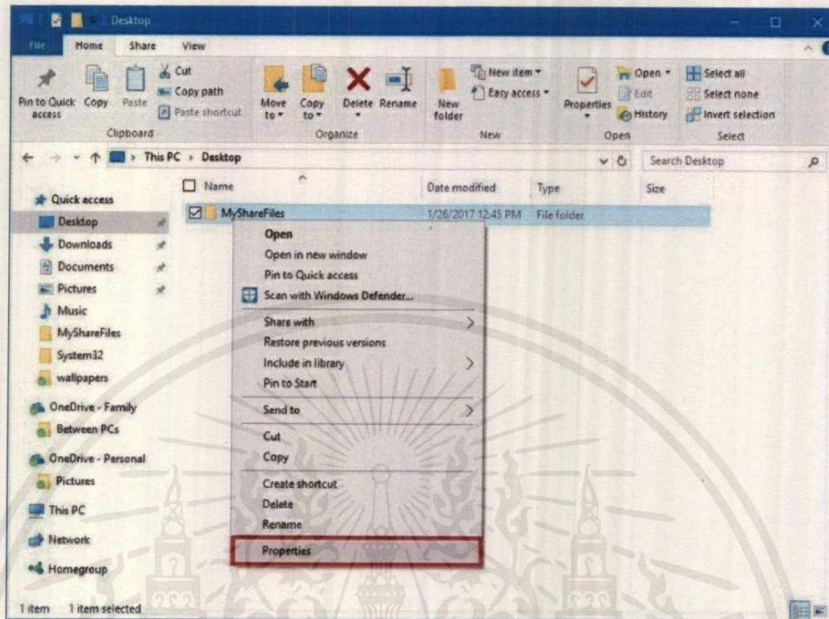 Desktop
File Home Share View
Pin to Quick access
Copy
Paste
Cut
Copy path
Paste shortcut
Clipboard
Move to
Copy to
Delete
Rename
Organize
New folder
New item
Easy access
New
Properties
Open
Edit
History
Open
Select all
Select none
Invert selection
Select
This PC > Desktop
Search Desktop
Name Date modified Type Size
MyShareFiles 1/26/2017 12:45 PM File folder
Quick access
Desktop
Downloads
Documents
Pictures
Music
MyShareFiles
System32
wallpapers
OneDrive - Family
Between PCs
OneDrive - Personal
Pictures
This PC
Network
Homegroup
Open
Open in new window
Pin to Quick access
Scan with Windows Defender...
Share with >
Restore previous versions
Include in library >
Pin to Start
Send to >
Cut
Copy
Create shortcut
Delete
Rename
Properties
1 item 1 item selected